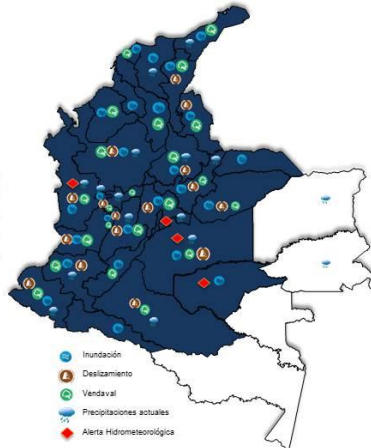 Inundación
Deslizamiento
Vendaval
Precipitaciones actuales
Alerta Hidrometeorológica